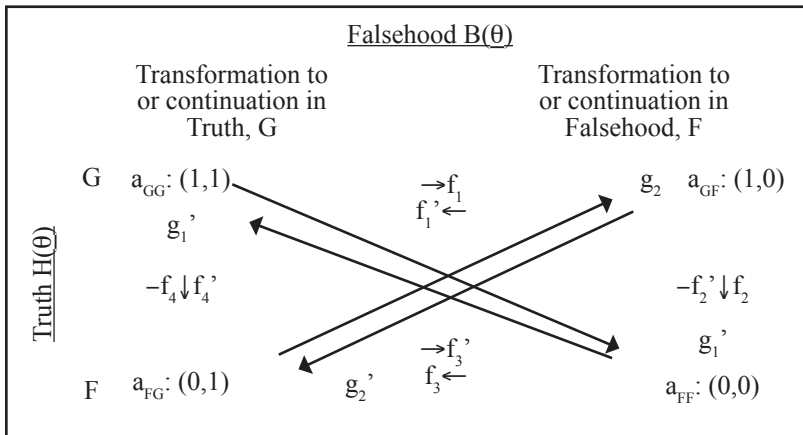 Falsehood B(θ)
Transformation to or continuation in Truth, G
Transformation to or continuation in Falsehood, F
Truth H(θ)
G a_GG: (1,1) →f_1 g_2 a_GF: (1,0)
f_1’←
g_1’
−f_4↓f_4’ −f_2’↓f_2
→f_3’ g_1’
F a_FG: (0,1) g_2’ f_3← a_FF: (0,0)